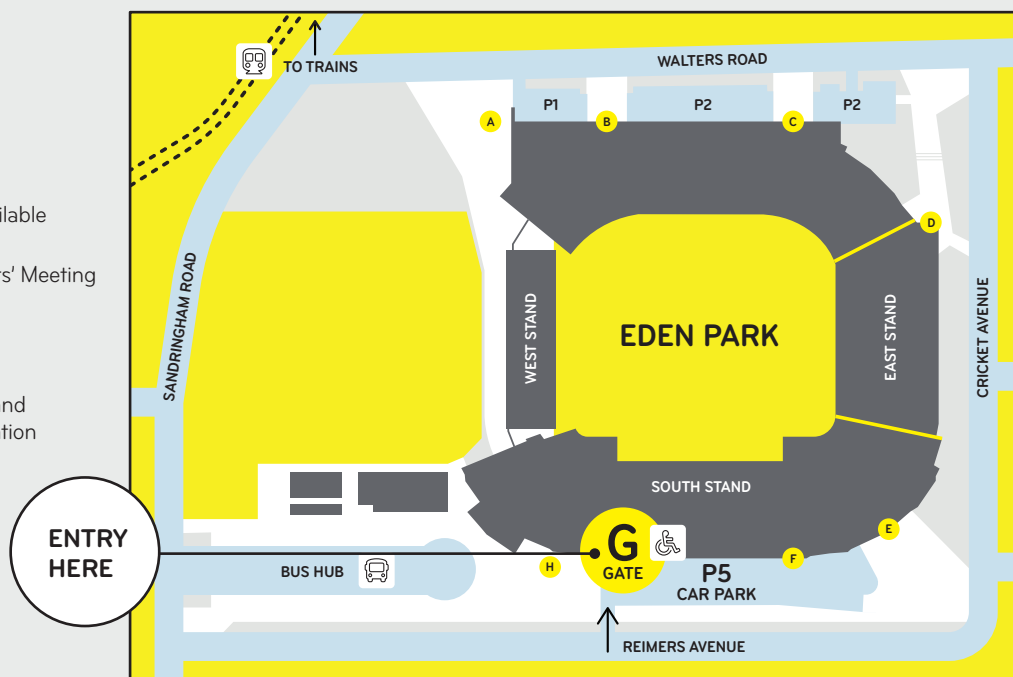 TO TRAINS
WALTERS ROAD
P1
P2
P2
A
B
C
D
SANDRINGHAM ROAD
WEST STAND
EDEN PARK
EAST STAND
CRICKET AVENUE
SOUTH STAND
E
F
G
GATE
H
P5
CAR PARK
BUS HUB
REIMERS AVENUE
ENTRY
HERE
Meeting